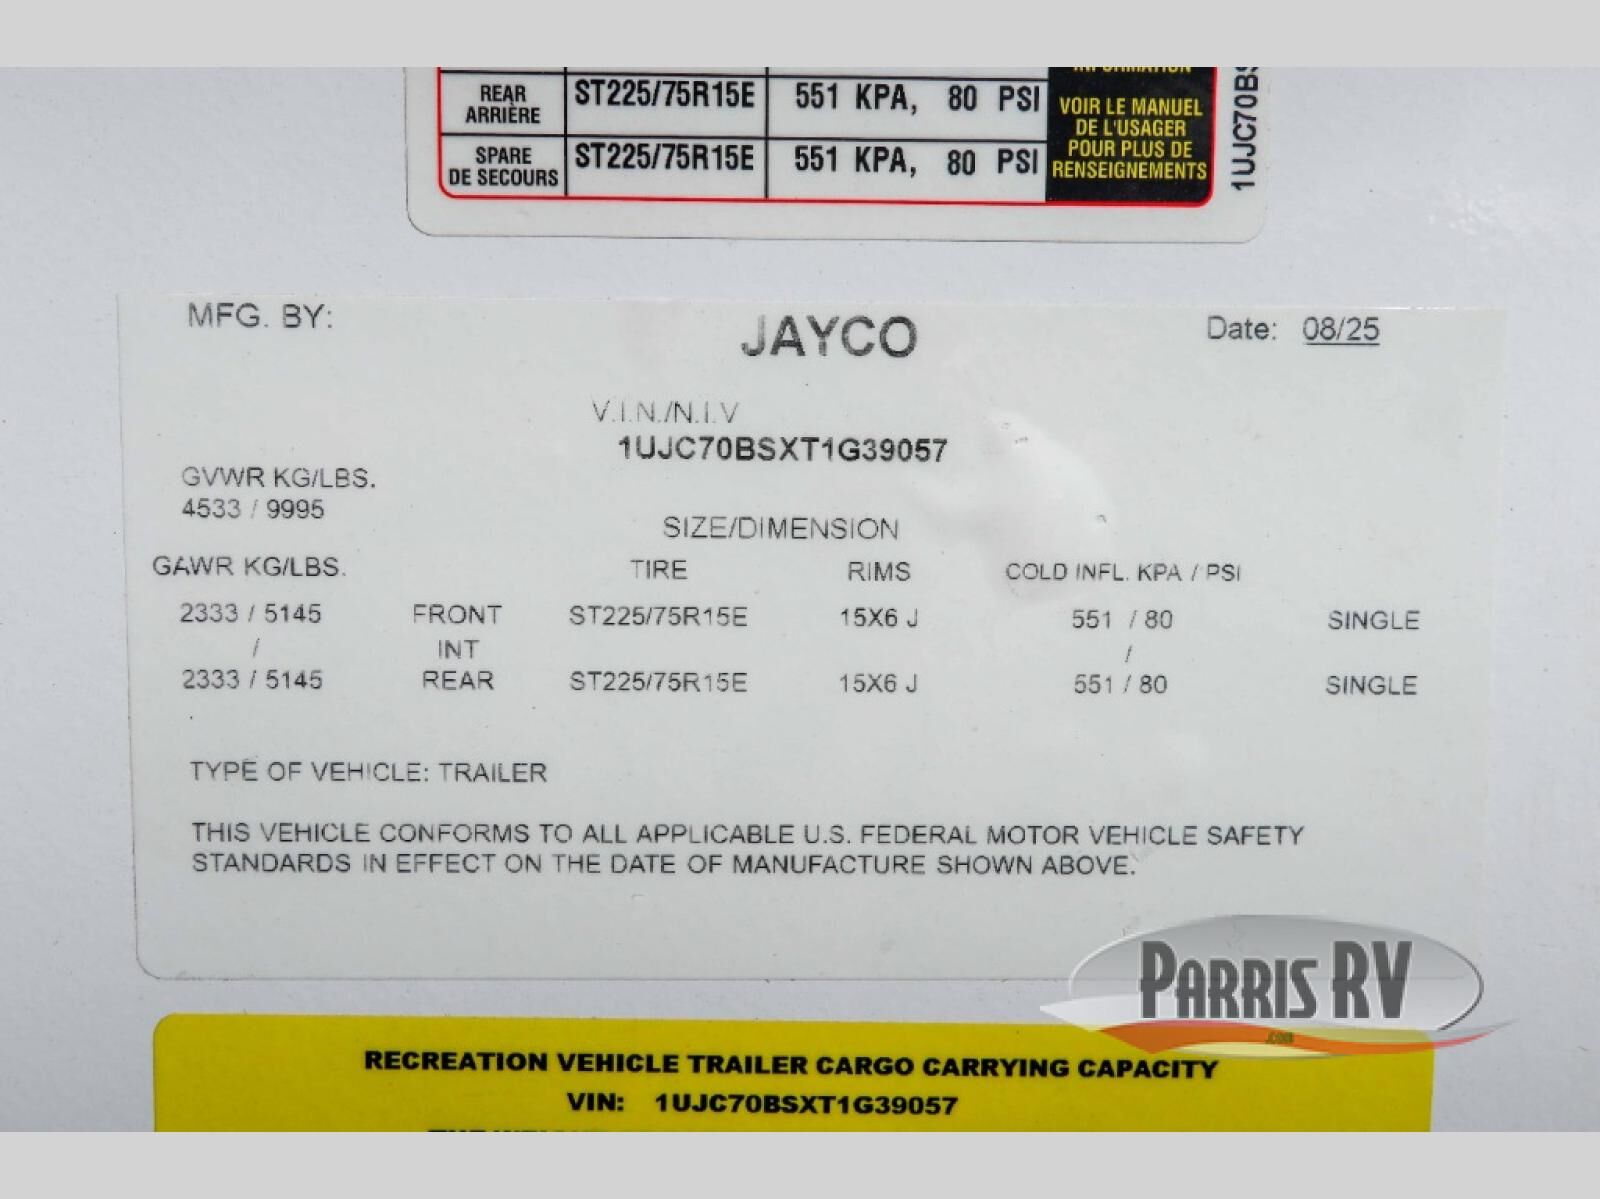 REAR
ARRIÈRE
ST225/75R15E
551 KPA, 80 PSI
SPARE
DE SECOURS
ST225/75R15E
551 KPA, 80 PSI
VOIR LE MANUEL
DE L'USAGER
POUR PLUS DE
RENSEIGNEMENTS
1UJC70BS
MFG. BY:
JAYCO
Date: 08/25
V.I.N./N.I.V
1UJC70BSXT1G39057
GVWR KG/LBS.
4533 / 9995
SIZE/DIMENSION
GAWR KG/LBS. TIRE RIMS COLD INFL. KPA / PSI
2333 / 5145 FRONT ST225/75R15E 15X6 J 551 / 80 SINGLE
/ INT /
2333 / 5145 REAR ST225/75R15E 15X6 J 551 / 80 SINGLE
TYPE OF VEHICLE: TRAILER
THIS VEHICLE CONFORMS TO ALL APPLICABLE U.S. FEDERAL MOTOR VEHICLE SAFETY
STANDARDS IN EFFECT ON THE DATE OF MANUFACTURE SHOWN ABOVE.
PARRIS RV
.com
RECREATION VEHICLE TRAILER CARGO CARRYING CAPACITY
VIN: 1UJC70BSXT1G39057